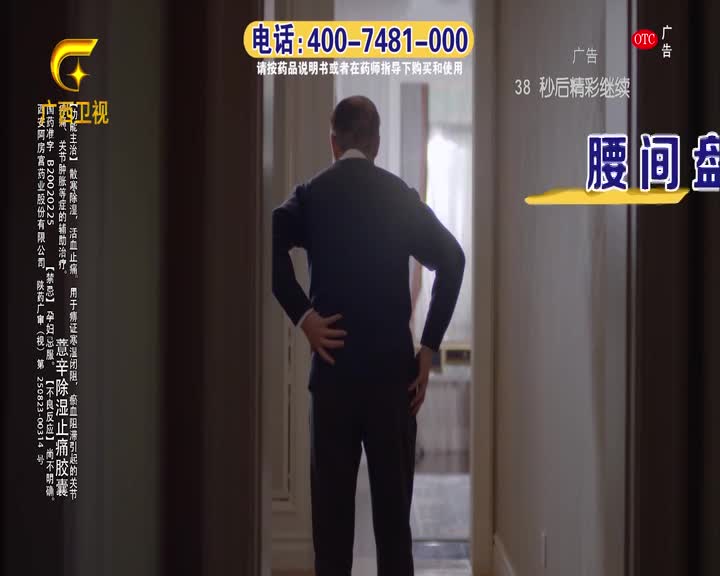 电话:400-7481-000
请按药品说明书或者在药师指导下购买和使用
OTC
广告
广告
38 秒后精彩继续
广西卫视
腰间盘
【功能主治】散寒除湿，活血止痛。用于痹证寒湿闭阻，瘀血阻滞引起的关节
疼痛、关节肿胀等症的辅助治疗。
薏辛除湿止痛胶囊
国药准字 B20020225 【禁忌】孕妇忌服。【不良反应】尚不明确。
西安阿房宫药业股份有限公司 陕药广审(视)第 250823-00314 号